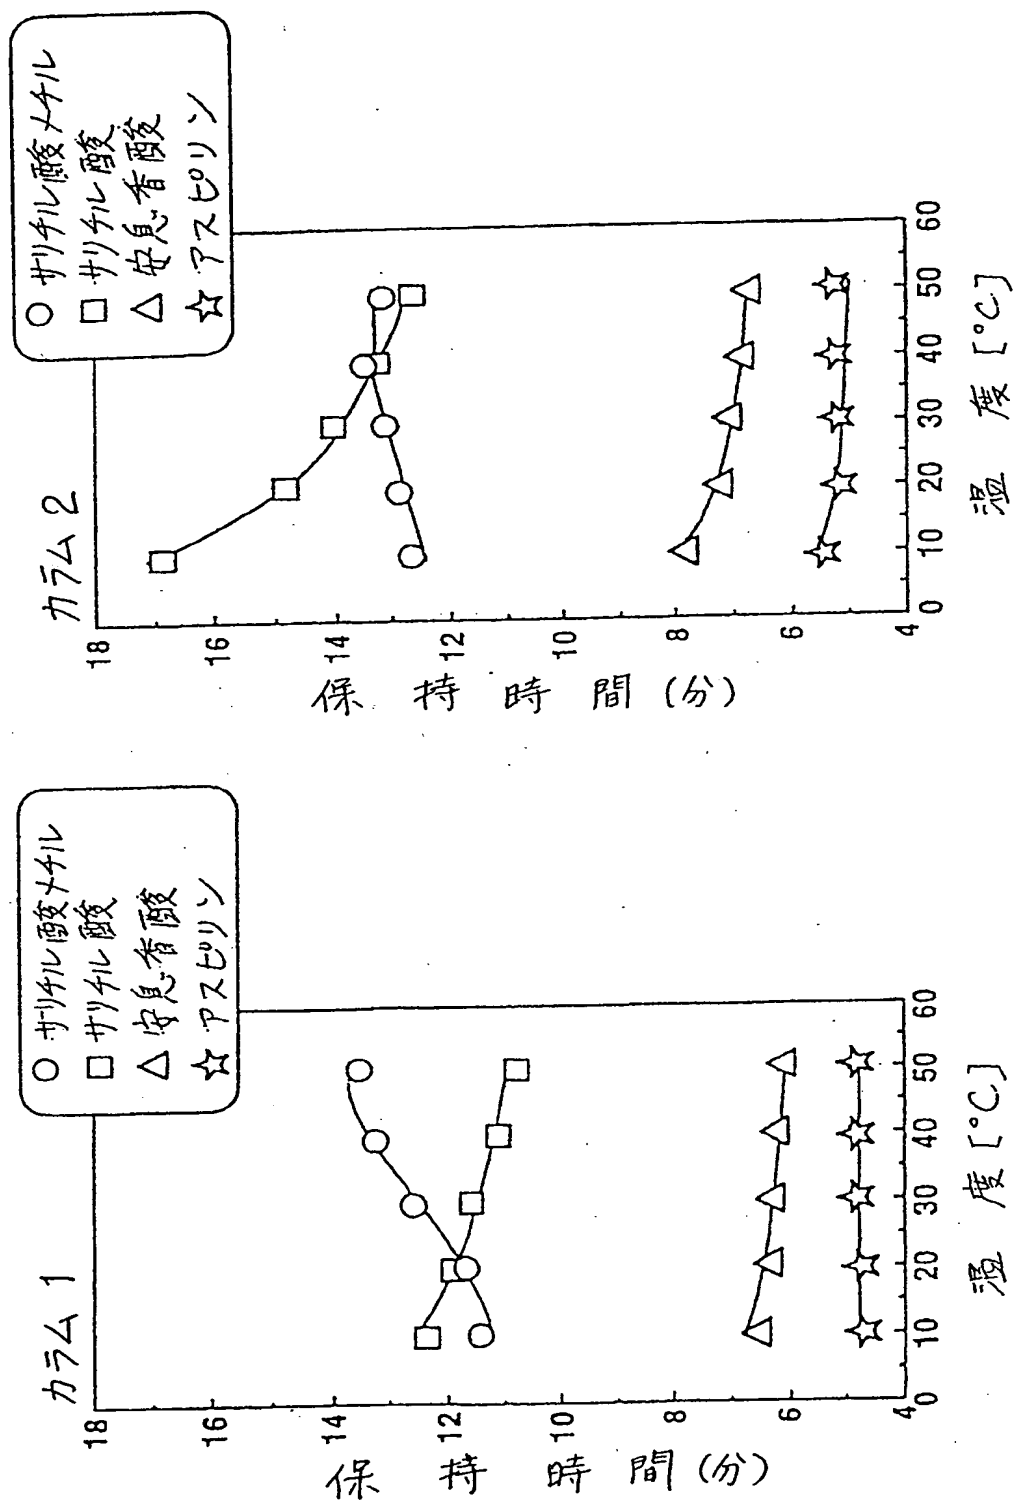 カラム 1
○ サリチル酸メチル
□ サリチル酸
△ 安息香酸
☆ アスピリン
18
16
14
12
10
8
6
4
保持時間(分)
0 10 20 30 40 50 60
温度 [°C]
カラム 2
○ サリチル酸メチル
□ サリチル酸
△ 安息香酸
☆ アスピリン
18
16
14
12
10
8
6
4
保持時間(分)
0 10 20 30 40 50 60
温度 [°C]